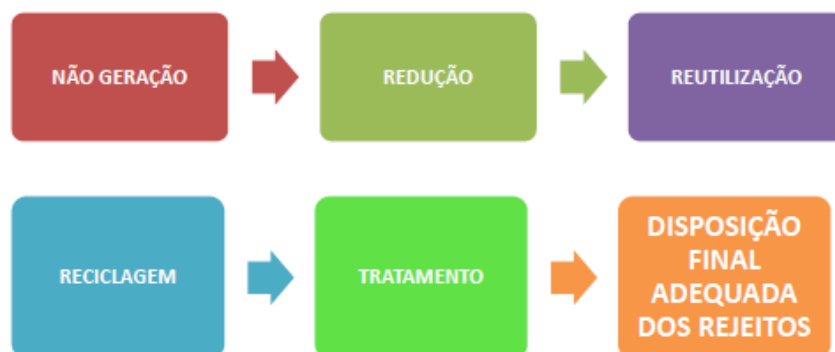 NÃO GERAÇÃO
REDUÇÃO
REUTILIZAÇÃO
RECICLAGEM
TRATAMENTO
DISPOSIÇÃO
FINAL
ADEQUADA
DOS REJEITOS